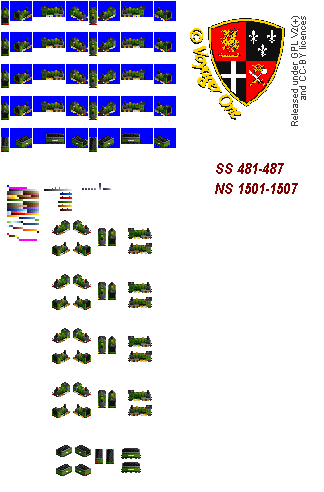 © Voyager One
Released under GPL v2(+)
and CC-BY licences
SS 481-487
NS 1501-1507